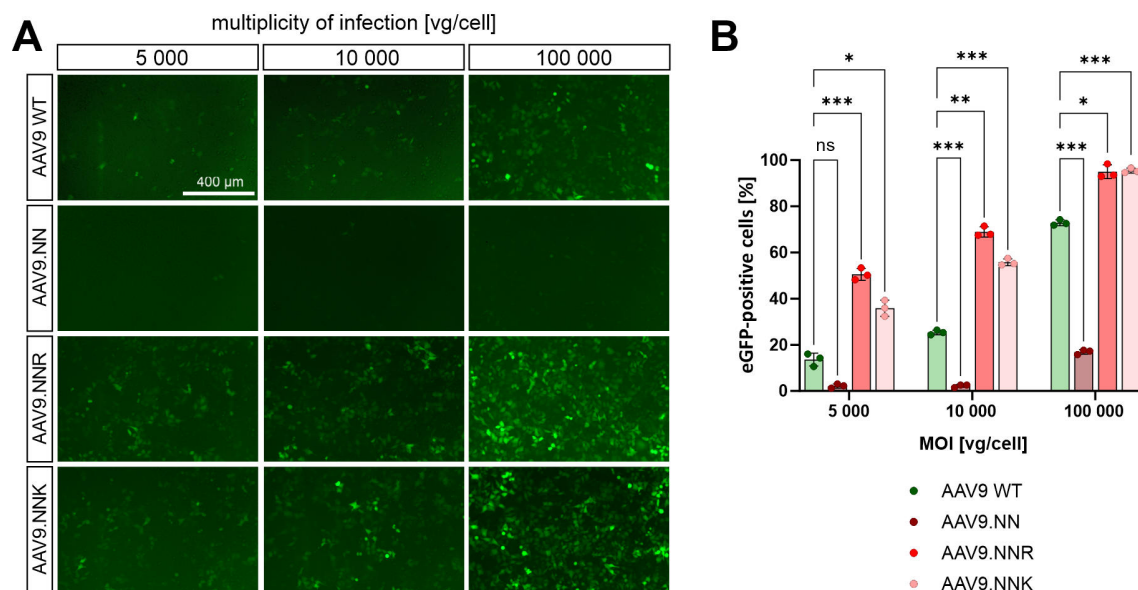 A
multiplicity of infection [vg/cell]
5 000
10 000
100 000
AAV9 WT
400 µm
AAV9.NN
AAV9.NNR
AAV9.NNK
B
*
***
***
***
**
*
ns
***
***
eGFP-positive cells [%]
100
80
60
40
20
0
5 000
10 000
100 000
MOI [vg/cell]
AAV9 WT
AAV9.NN
AAV9.NNR
AAV9.NNK